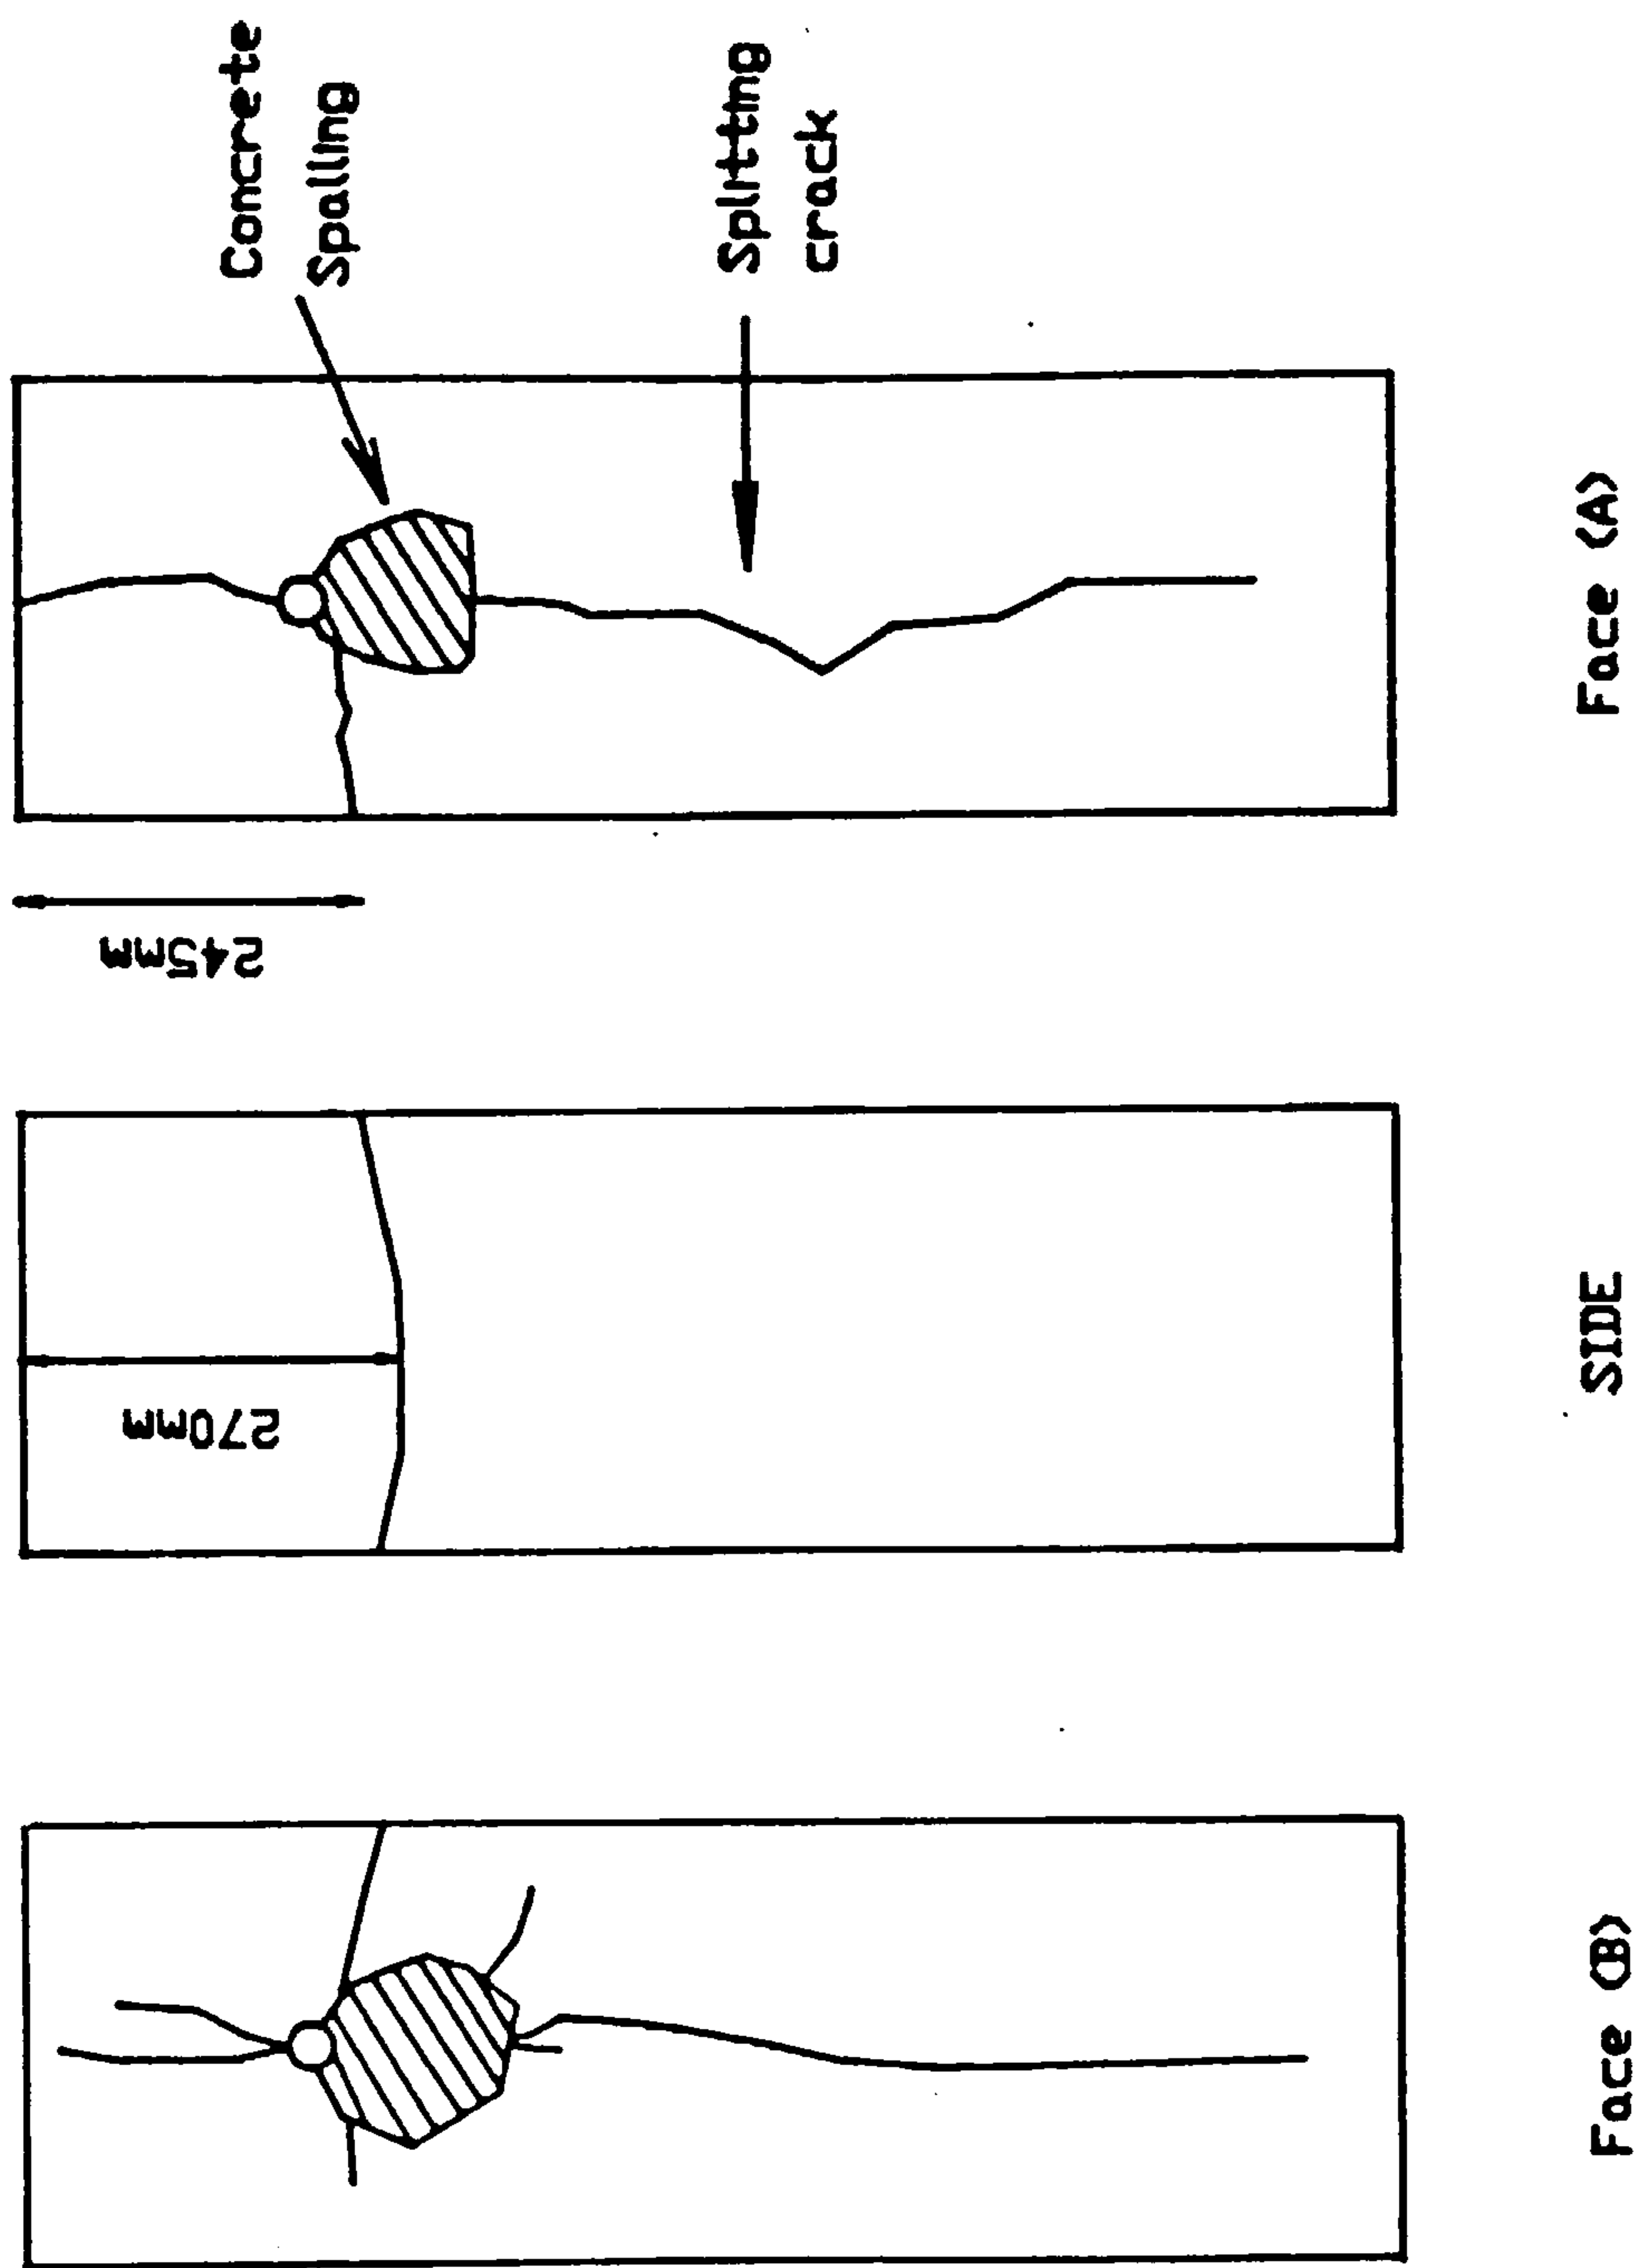 Concrete
Spalling
Splitting
crack
Face (A)
245mm
SIDE
270mm
Face (B)